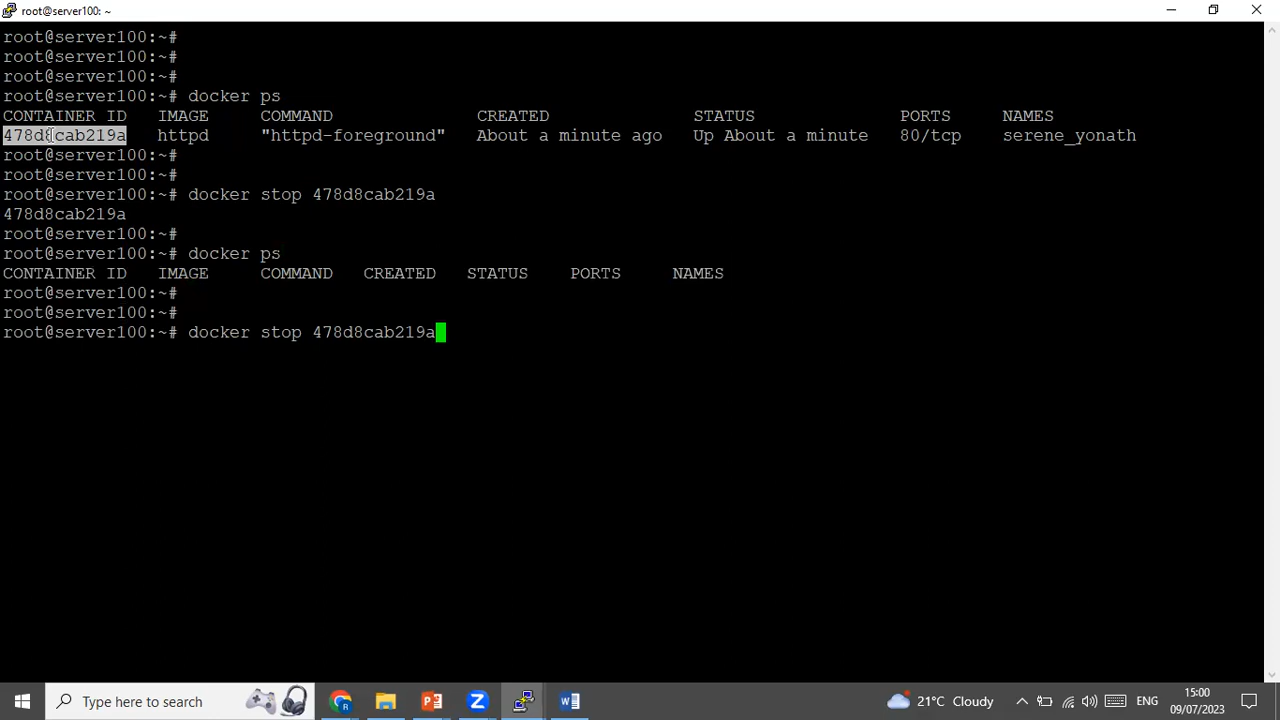 root@server100: ~
root@server100:~#
root@server100:~#
root@server100:~#
root@server100:~# docker ps
CONTAINER ID   IMAGE     COMMAND              CREATED              STATUS              PORTS     NAMES
478d8cab219a   httpd     "httpd-foreground"   About a minute ago   Up About a minute   80/tcp    serene_yonath
root@server100:~#
root@server100:~#
root@server100:~# docker stop 478d8cab219a
478d8cab219a
root@server100:~#
root@server100:~# docker ps
CONTAINER ID   IMAGE     COMMAND   CREATED   STATUS    PORTS     NAMES
root@server100:~#
root@server100:~#
root@server100:~# docker stop 478d8cab219a
Type here to search
21°C Cloudy
ENG
15:00
09/07/2023